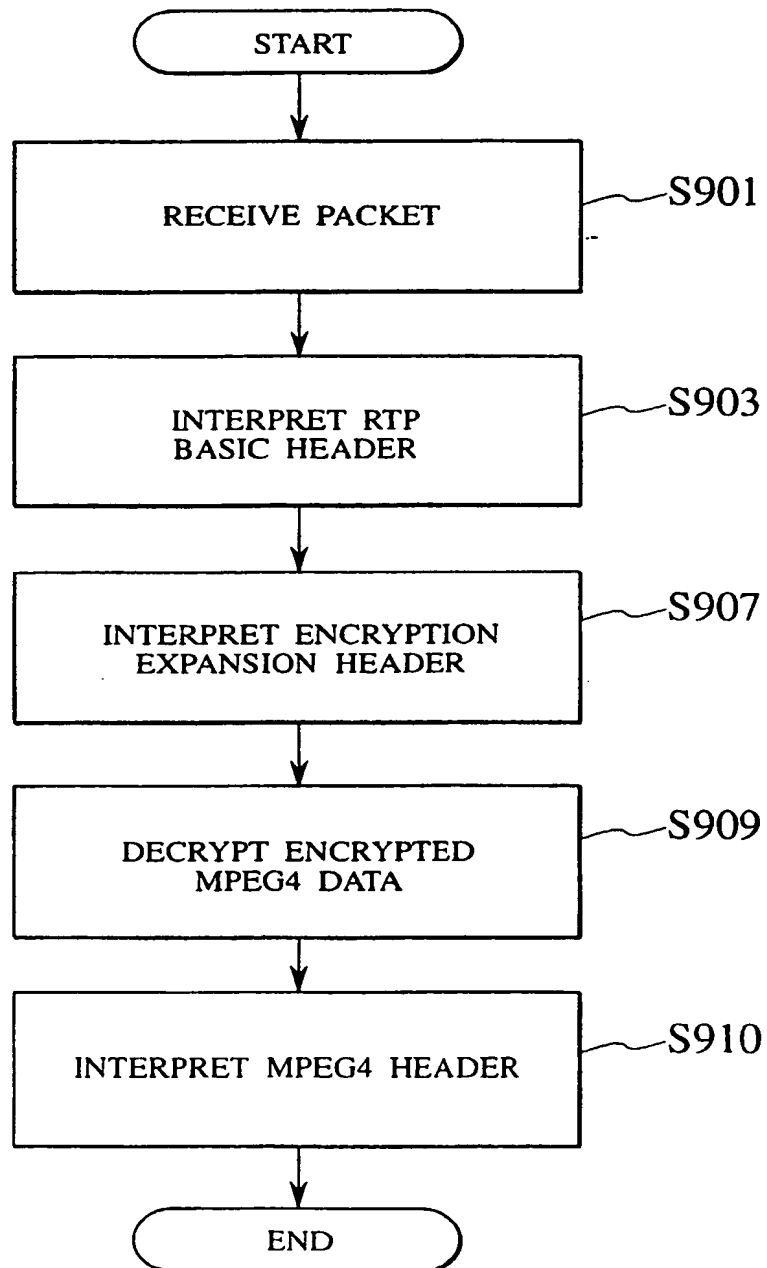 START
RECEIVE PACKET
S901
INTERPRET RTP
BASIC HEADER
S903
INTERPRET ENCRYPTION
EXPANSION HEADER
S907
DECRYPT ENCRYPTED
MPEG4 DATA
S909
INTERPRET MPEG4 HEADER
S910
END